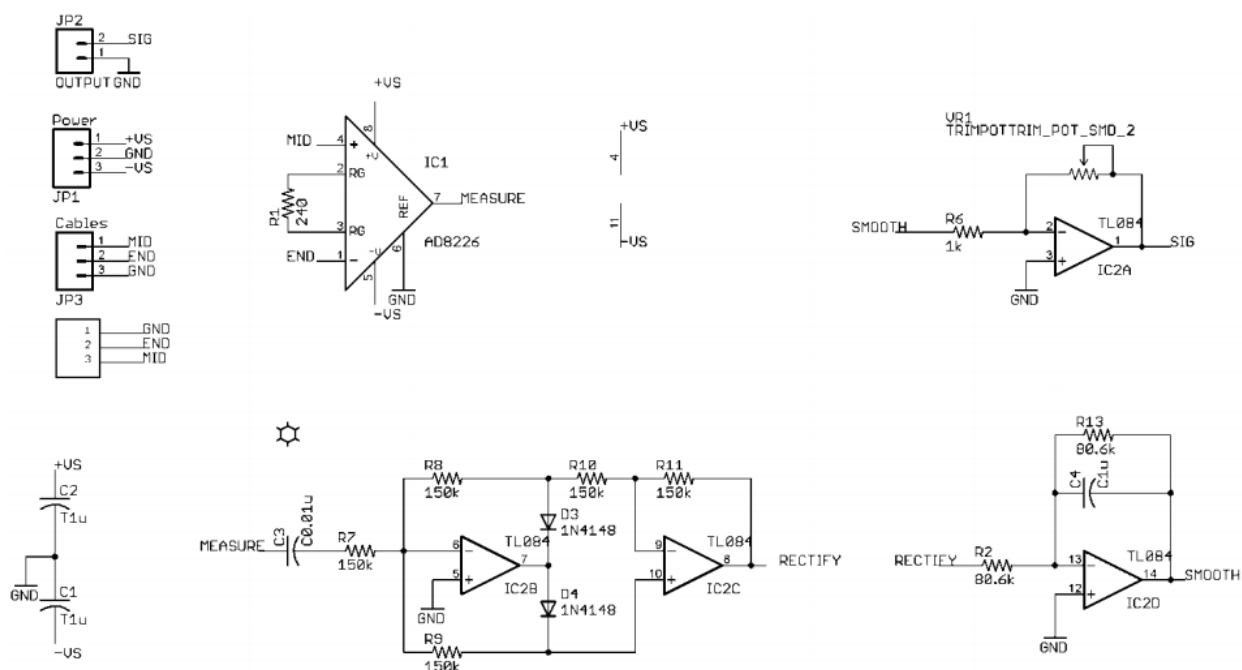 JP2
2 SIG
1
OUTPUT GND
Power
1 +VS
2 GND
3 -VS
JP1
Cables
1 MID
2 END
3 GND
JP3
1 GND
2 END
3 MID
+VS
8
+V
MID 4 +
2 RG
IC1
R1
240
REF
7 MEASURE
3 RG
AD8226
END 1 -
-V
6
5
GND
-VS
+VS
4
11
-VS
VR1
TRIMPOTTRIM_POT_SMD_2
SMOOTH R6
1k
2 -
TL084
1 SIG
3 +
IC2A
GND
+VS
C2
T1u
GND
C1
T1u
-VS
R8
150k
R10
150k
R11
150k
D3
1N4148
MEASURE
C3
C0.01u
R7
150k
6 -
TL084
7
5 +
IC2B
GND
D4
1N4148
R9
150k
9 -
TL084
8 RECTIFY
10 +
IC2C
R13
80.6k
C4
C1u
RECTIFY R2
80.6k
13 -
TL084
14 SMOOTH
12 +
IC2D
GND